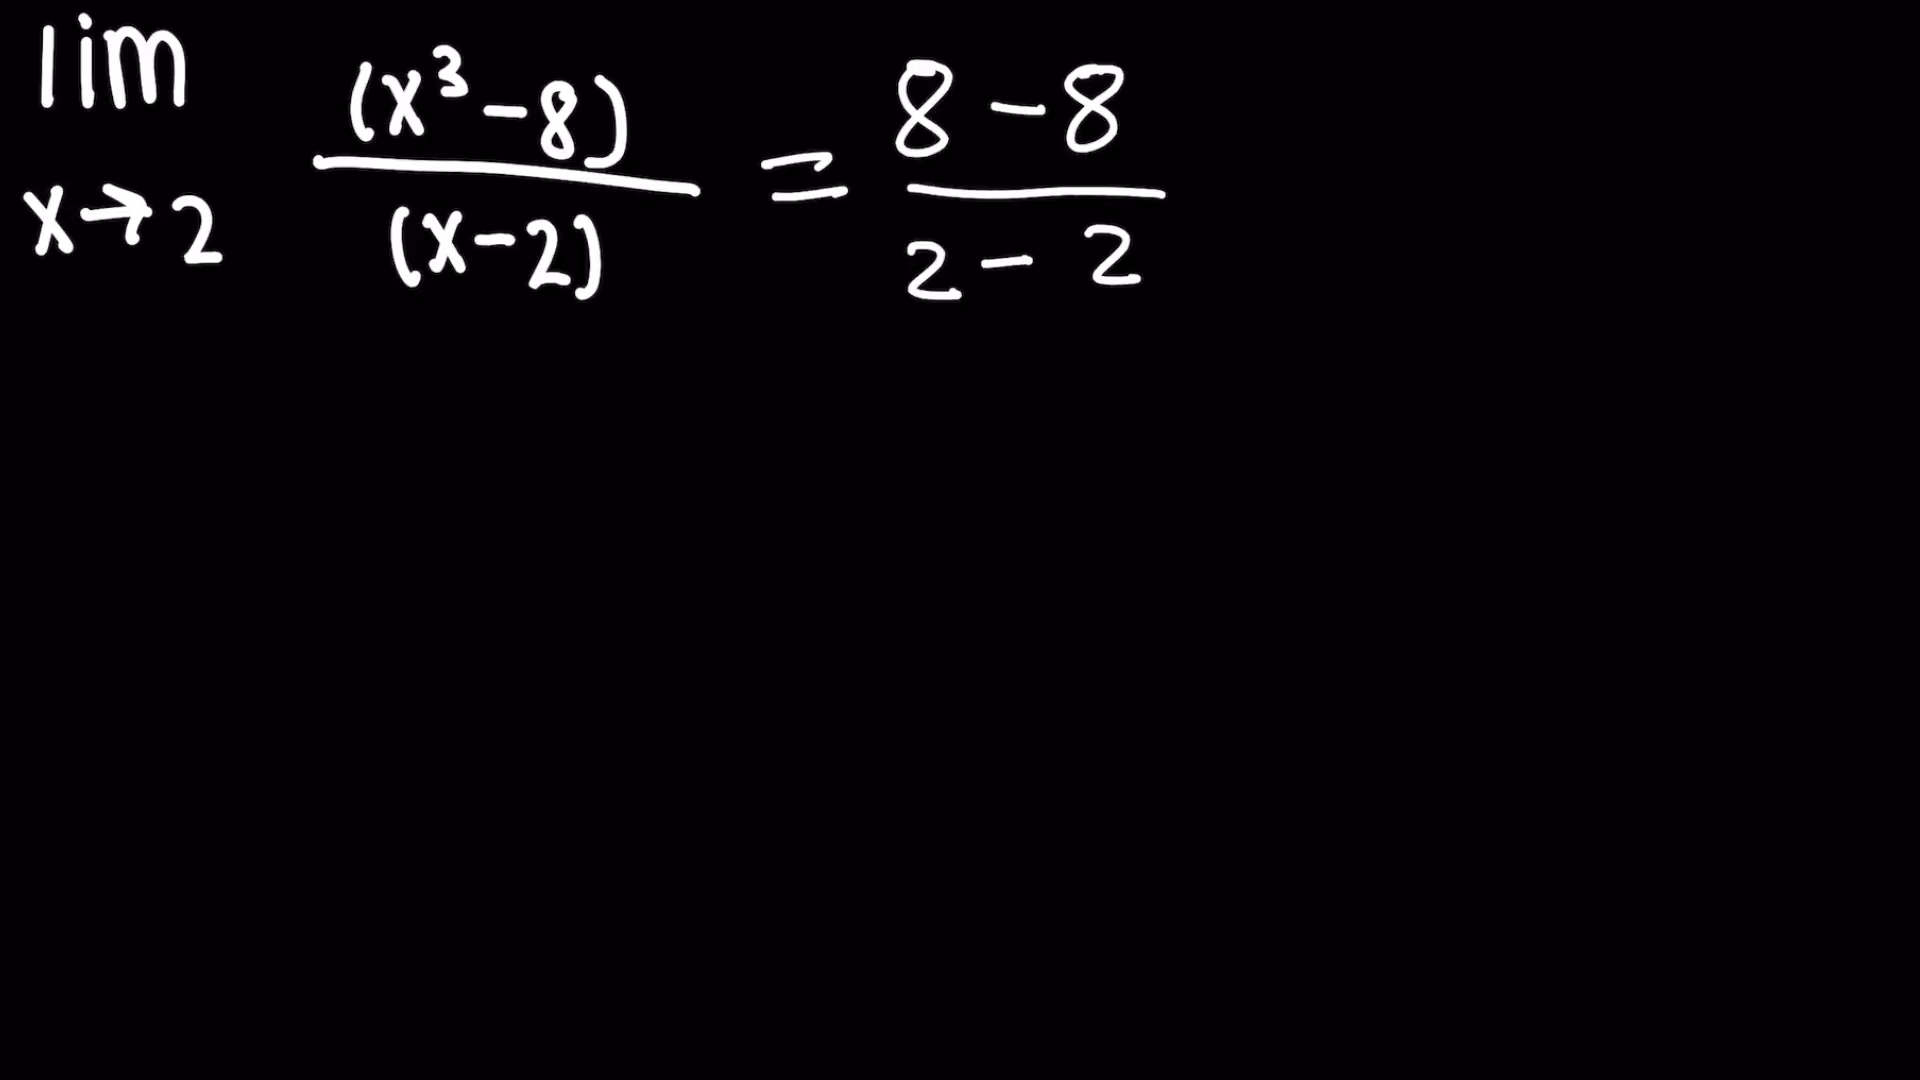 lim (x³-8) / (x-2) = 8-8 / 2-2
x→2